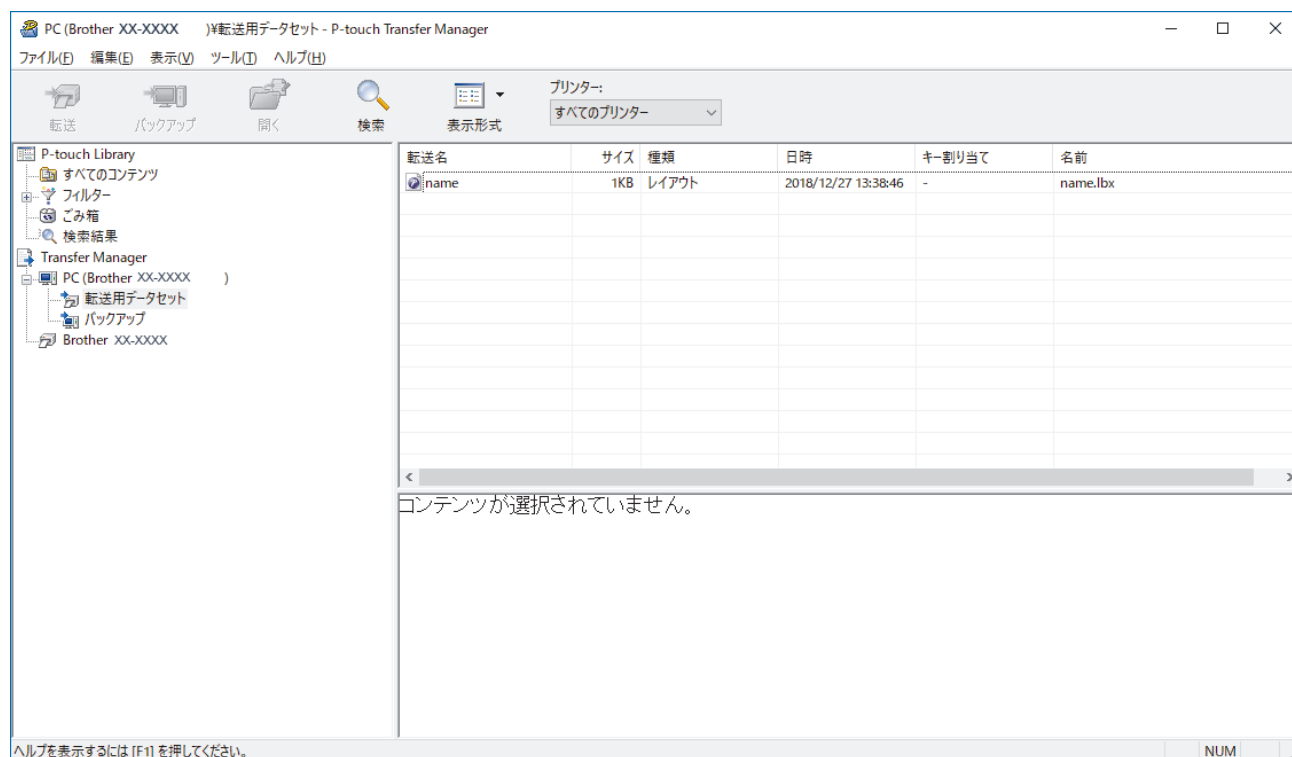 PC (Brother XX-XXXX )¥転送用データセット - P-touch Transfer Manager
ファイル(F) 編集(E) 表示(V) ツール(T) ヘルプ(H)
転送 バックアップ 開く 検索 表示形式
プリンター:
すべてのプリンター
P-touch Library
すべてのコンテンツ
フィルター
ごみ箱
検索結果
Transfer Manager
PC (Brother XX-XXXX )
転送用データセット
バックアップ
Brother XX-XXXX
転送名 サイズ 種類 日時 キー割り当て 名前
name 1KB レイアウト 2018/12/27 13:38:46 - name.lbx
コンテンツが選択されていません。
ヘルプを表示するには [F1] を押してください。 NUM